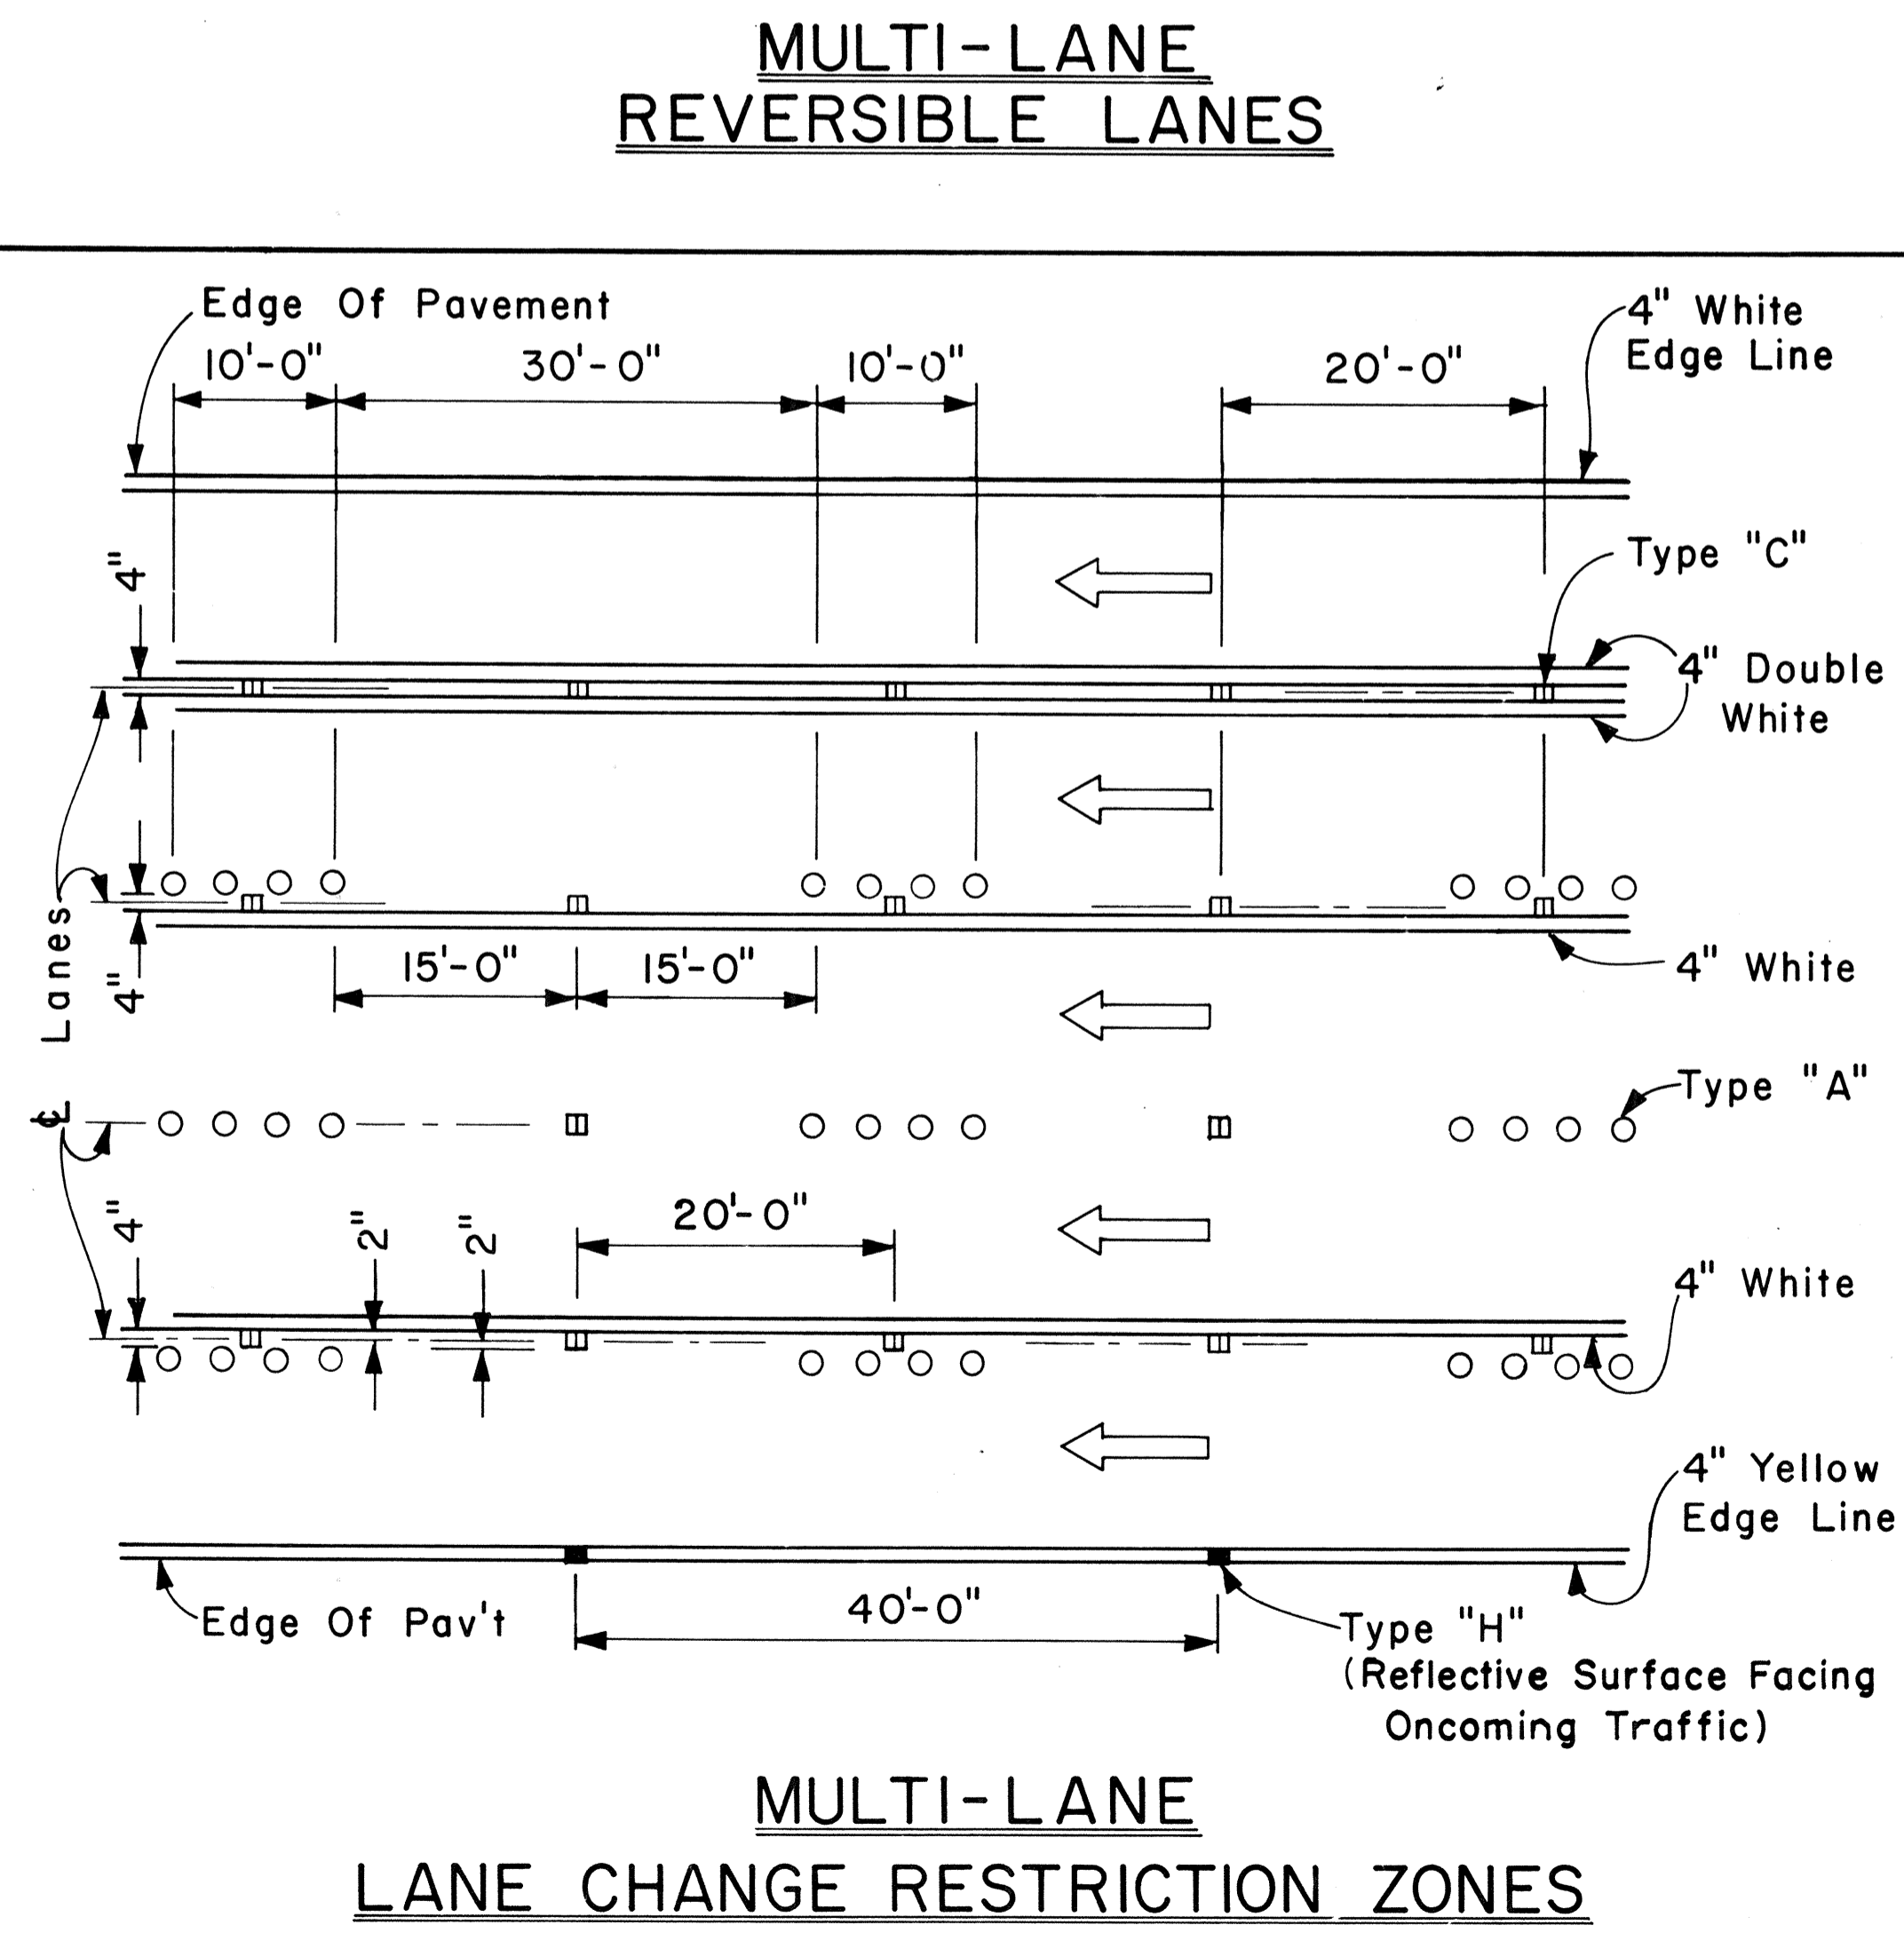 MULTI-LANE
REVERSIBLE LANES
Edge Of Pavement
4" White
Edge Line
10'-0"
30'-0"
10'-0"
20'-0"
4"
Type "C"
4" Double
White
℄ Lanes
4"
15'-0"
15'-0"
4" White
Type "A"
4"
2"
2"
20'-0"
4" White
4" Yellow
Edge Line
Edge Of Pav't
40'-0"
Type "H"
(Reflective Surface Facing
Oncoming Traffic)
MULTI-LANE
LANE CHANGE RESTRICTION ZONES